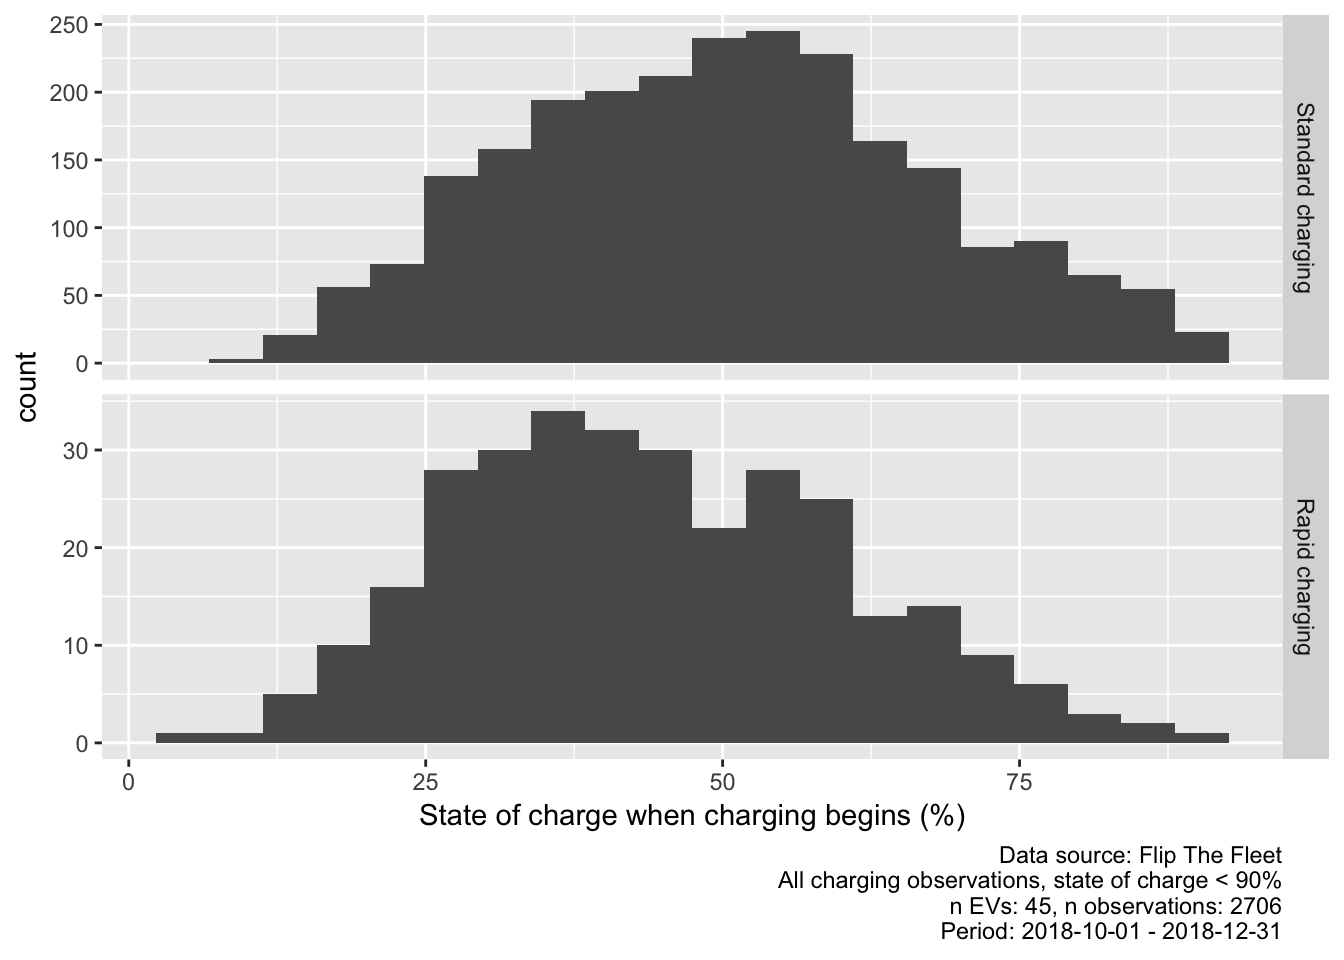 250
200
150
100
50
0
Standard charging
count
30
20
10
0
Rapid charging
0 25 50 75
State of charge when charging begins (%)
Data source: Flip The Fleet
All charging observations, state of charge < 90%
n EVs: 45, n observations: 2706
Period: 2018-10-01 - 2018-12-31